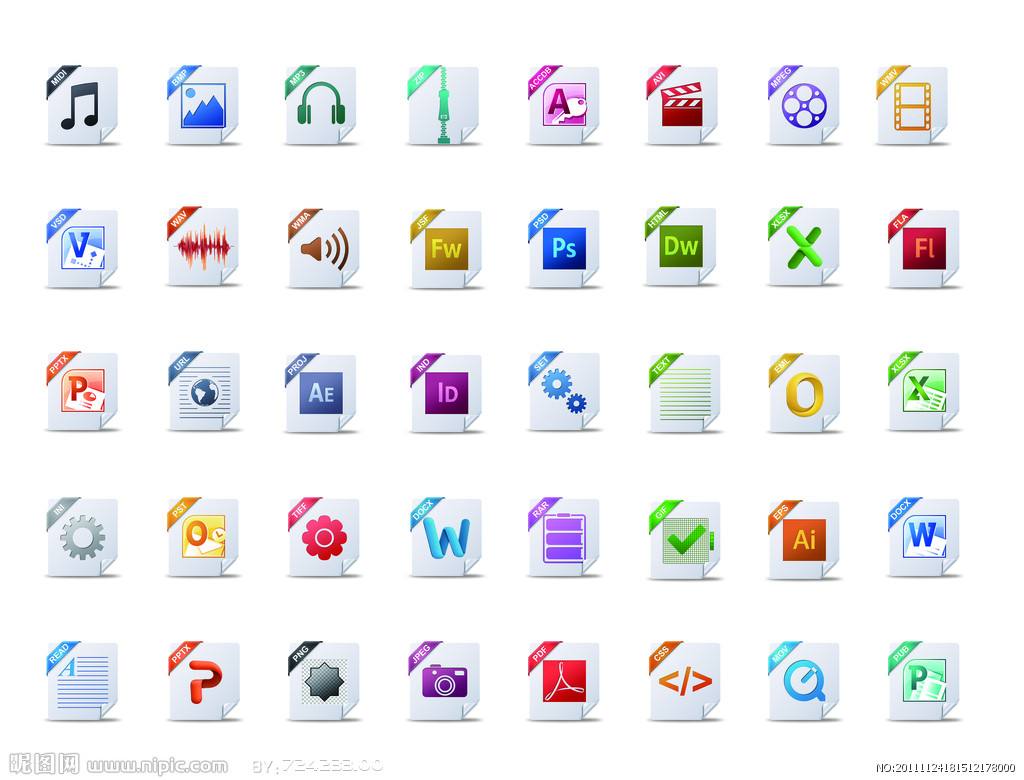 MIDI BMP MP3 ZIP ACCDB AVI MPEG WMV
A
VSD WAV WMA JSF PSD HTML XLSX FLA
V Fw Ps Dw X Fl
PPTX URL PROJ IND SET TEXT EML XLSX
P AE ID O X
INI PST TIFF DOCX RAR GIF EPS DOCX
O W Ai W
READ PPTX PNG JPEG PDF CSS MOV PUB
A P </> Q P
昵图网 www.nipic.com BY:724233.00 NO:20111124181512178000